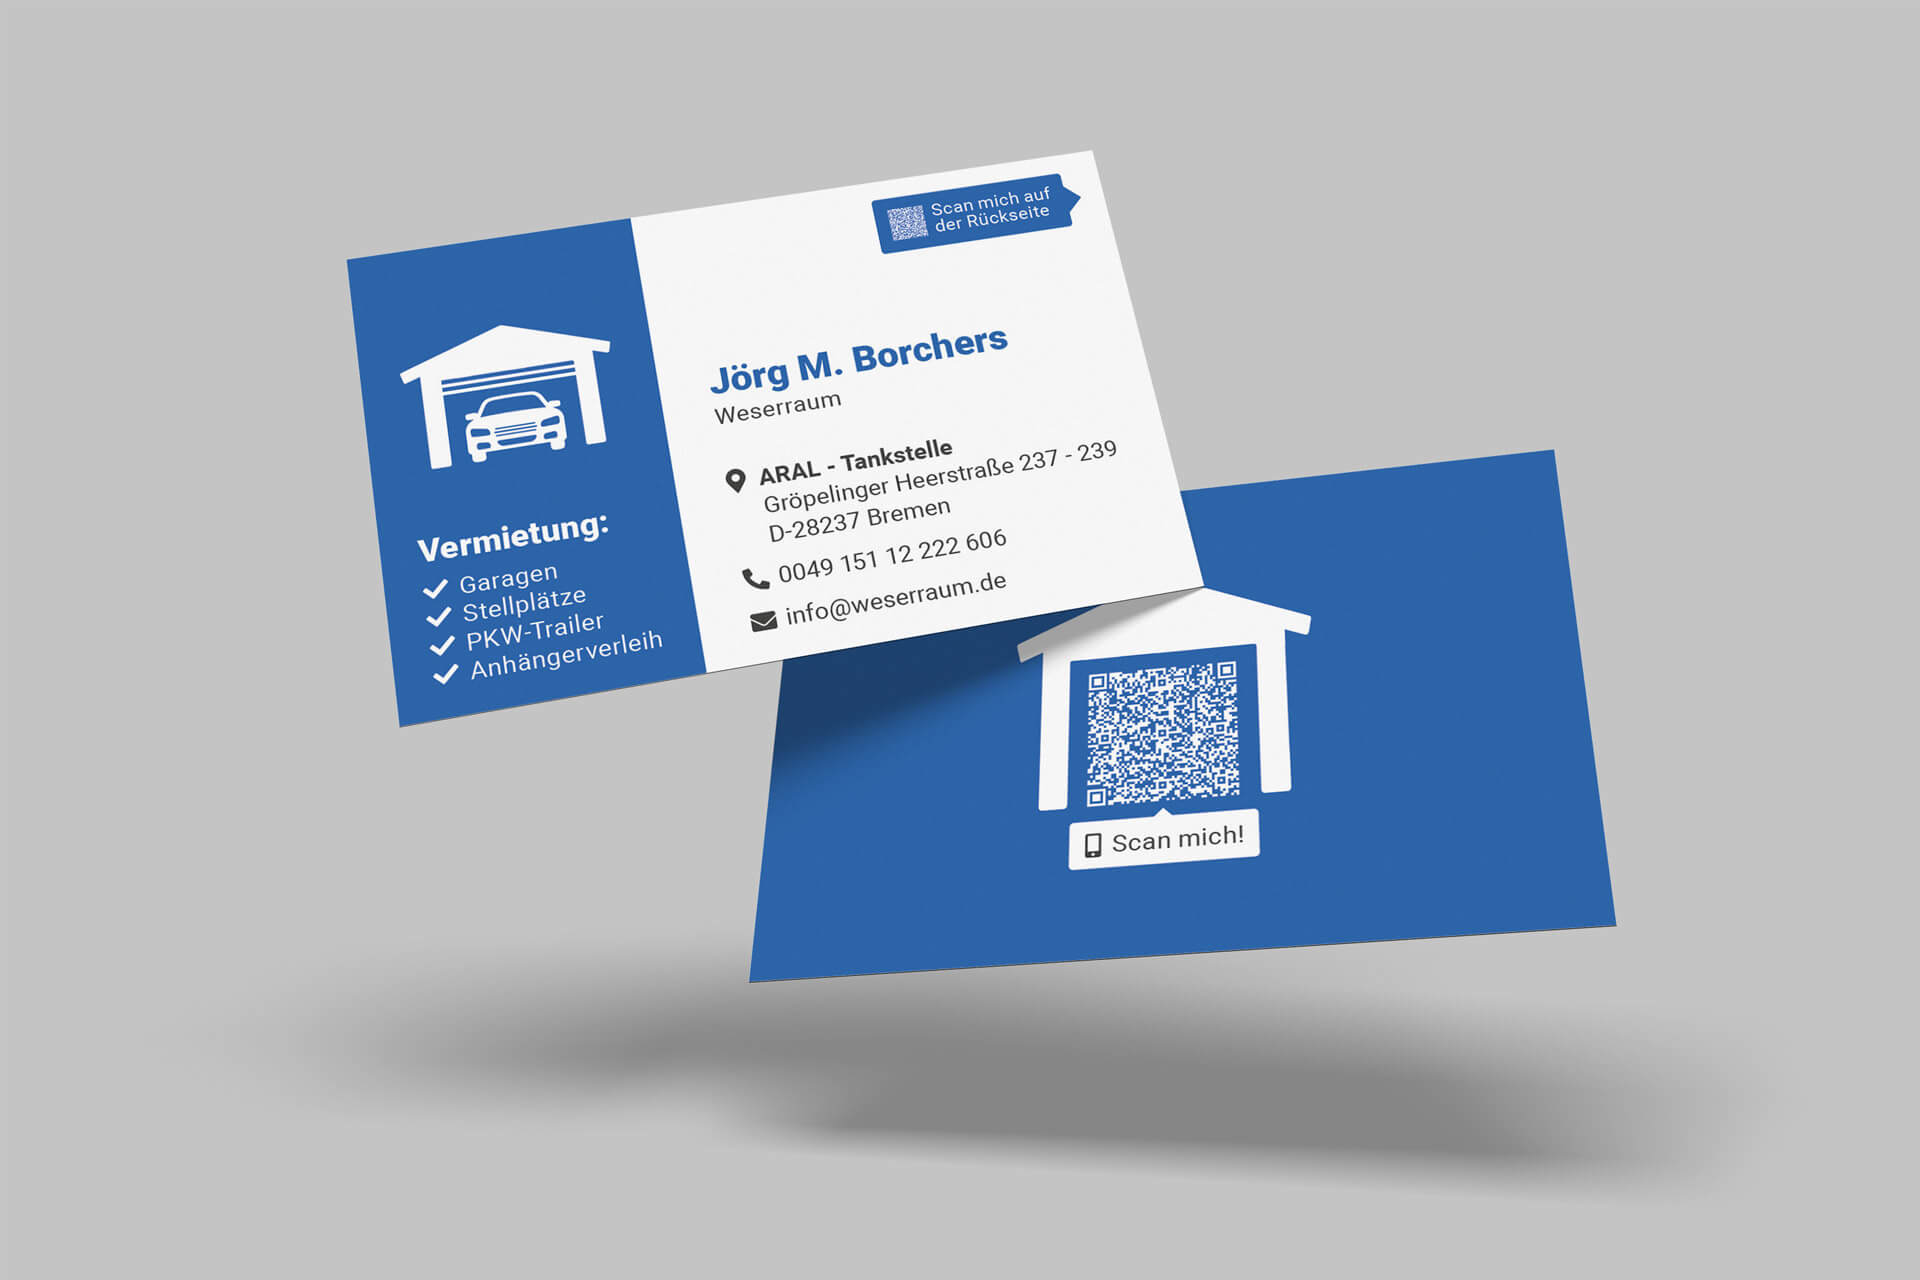 Scan mich auf
der Rückseite
Jörg M. Borchers
Weserraum
ARAL - Tankstelle
Gröpelinger Heerstraße 237 - 239
D-28237 Bremen
0049 151 12 222 606
info@weserraum.de
Vermietung:
Garagen
Stellplätze
PKW-Trailer
Anhängerverleih
Scan mich!